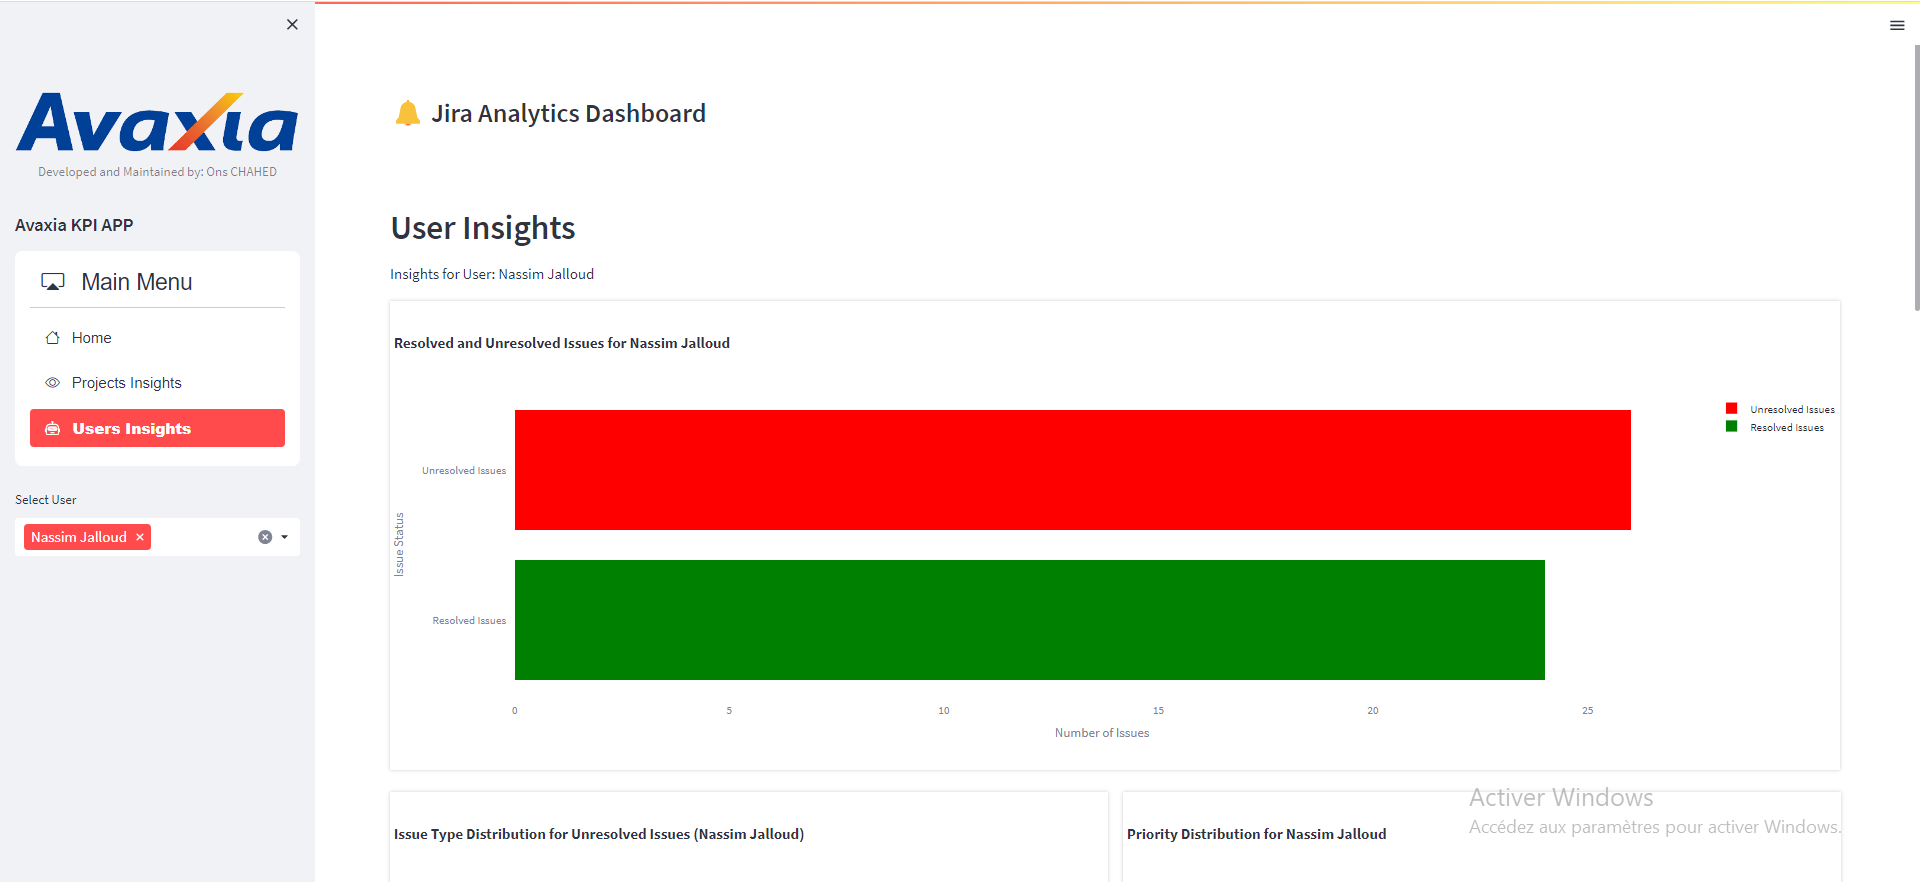 Avaxia
Developed and Maintained by: Ons CHAHED
Avaxia KPI APP
Main Menu
Home
Projects Insights
Users Insights
Select User
Nassim Jalloud
Jira Analytics Dashboard
User Insights
Insights for User: Nassim Jalloud
Resolved and Unresolved Issues for Nassim Jalloud
Unresolved Issues
Resolved Issues
Issue Status
Unresolved Issues
Resolved Issues
0 5 10 15 20 25
Number of Issues
Issue Type Distribution for Unresolved Issues (Nassim Jalloud)
Priority Distribution for Nassim Jalloud
Activer Windows
Accédez aux paramètres pour activer Windows.